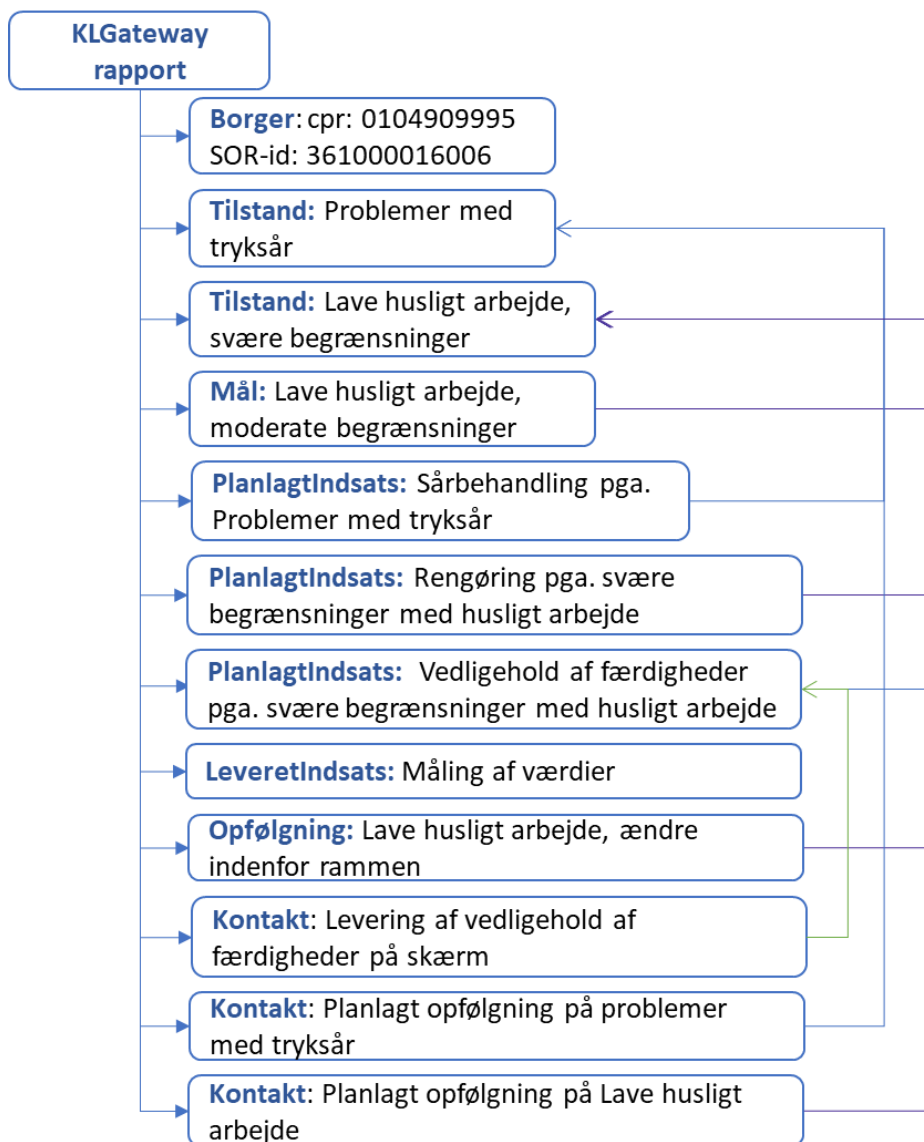 KLGateway
rapport
Borger: cpr: 0104909995
SOR-id: 361000016006
Tilstand: Problemer med
tryksår
Tilstand: Lave husligt arbejde,
svære begrænsninger
Mål: Lave husligt arbejde,
moderate begrænsninger
PlanlagtIndsats: Sårbehandling pga.
Problemer med tryksår
PlanlagtIndsats: Rengøring pga. svære
begrænsninger med husligt arbejde
PlanlagtIndsats: Vedligehold af færdigheder
pga. svære begrænsninger med husligt arbejde
LeveretIndsats: Måling af værdier
Opfølgning: Lave husligt arbejde, ændre
indenfor rammen
Kontakt: Levering af vedligehold af
færdigheder på skærm
Kontakt: Planlagt opfølgning på problemer
med tryksår
Kontakt: Planlagt opfølgning på Lave husligt
arbejde